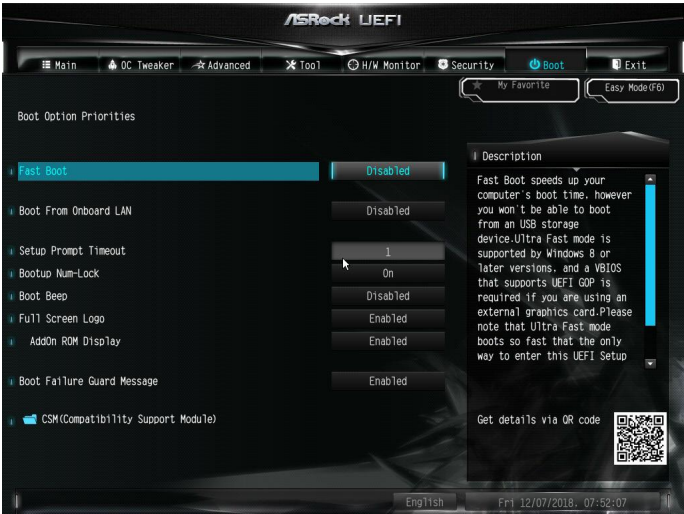 ASRock UEFI
Main
OC Tweaker
Advanced
Tool
H/W Monitor
Security
Boot
Exit
My Favorite
Easy Mode(F6)
Boot Option Priorities
Fast Boot Disabled
Boot From Onboard LAN Disabled
Setup Prompt Timeout 1
Bootup Num-Lock On
Boot Beep Disabled
Full Screen Logo Enabled
AddOn ROM Display Enabled
Boot Failure Guard Message Enabled
CSM(Compatibility Support Module)
Description
Fast Boot speeds up your
computer's boot time, however
you won't be able to boot
from an USB storage
device.Ultra Fast mode is
supported by Windows 8 or
later versions, and a VBIOS
that supports UEFI GOP is
required if you are using an
external graphics card.Please
note that Ultra Fast mode
boots so fast that the only
way to enter this UEFI Setup
Get details via QR code
English
Fri 12/07/2018, 07:52:07